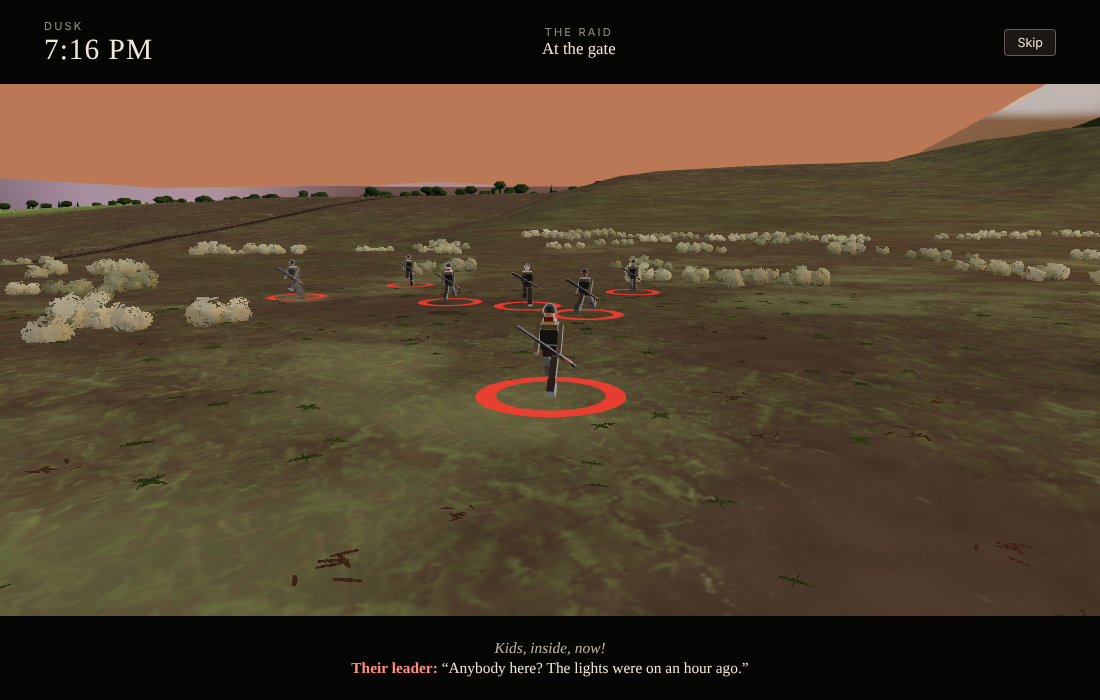 DUSK
7:16 PM
THE RAID
At the gate
Skip
Kids, inside, now!
Their leader: “Anybody here? The lights were on an hour ago.”